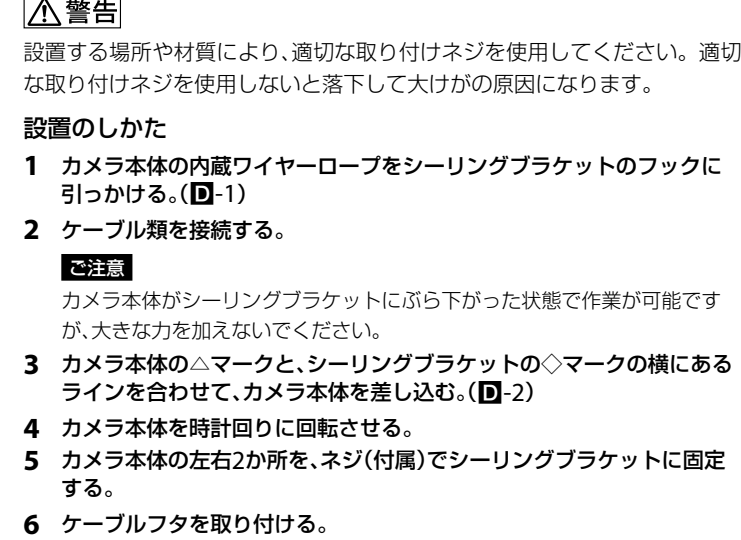 警告
設置する場所や材質により、適切な取り付けネジを使用してください。適切
な取り付けネジを使用しないと落下して大けがの原因になります。
設置のしかた
1 カメラ本体の内蔵ワイヤーロープをシーリングブラケットのフックに
引っかける。(D-1)
2 ケーブル類を接続する。
ご注意
カメラ本体がシーリングブラケットにぶら下がった状態で作業が可能です
が、大きな力を加えないでください。
3 カメラ本体の△マークと、シーリングブラケットの◇マークの横にある
ラインを合わせて、カメラ本体を差し込む。(D-2)
4 カメラ本体を時計回りに回転させる。
5 カメラ本体の左右2か所を、ネジ(付属)でシーリングブラケットに固定
する。
6 ケーブルフタを取り付ける。